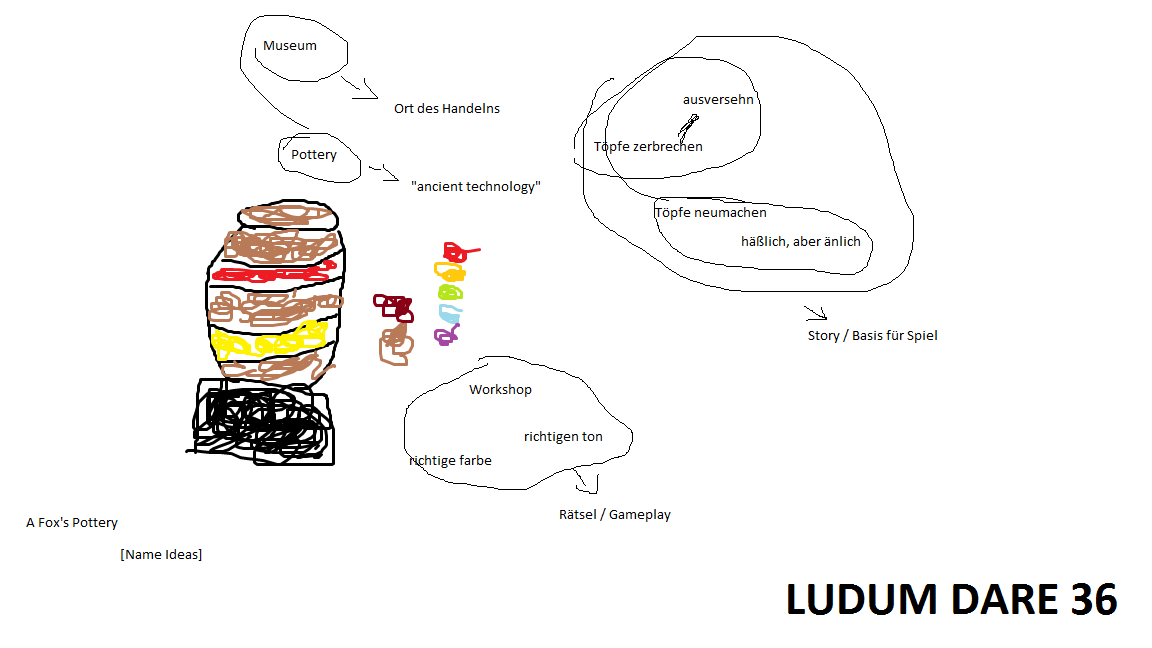 Museum
Ort des Handelns
Pottery
"ancient technology"
ausversehn
Töpfe zerbrechen
Töpfe neumachen
häßlich, aber änlich
Story / Basis für Spiel
Workshop
richtigen ton
richtige farbe
Rätsel / Gameplay
A Fox's Pottery
[Name Ideas]
LUDUM DARE 36